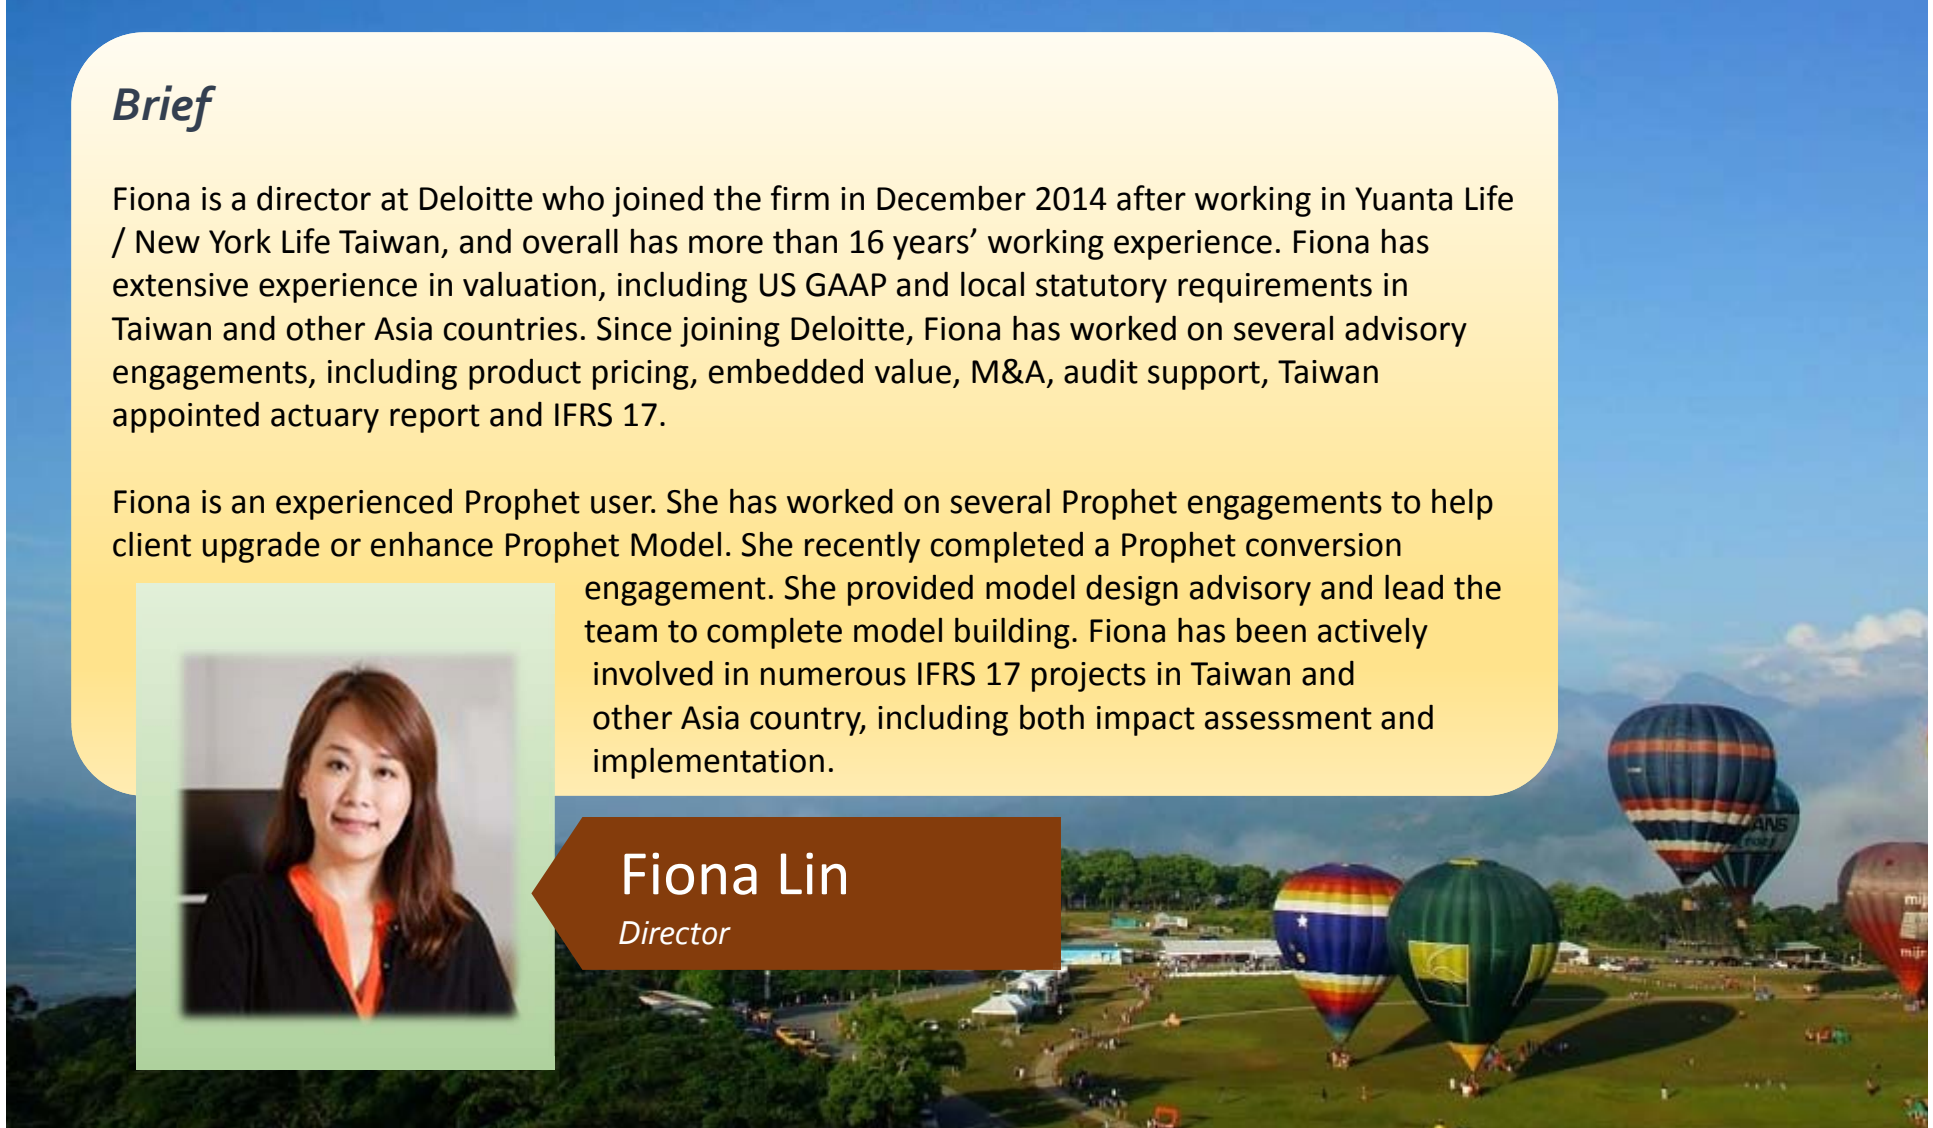 Brief
Fiona is a director at Deloitte who joined the firm in December 2014 after working in Yuanta Life
/ New York Life Taiwan, and overall has more than 16 years’ working experience. Fiona has
extensive experience in valuation, including US GAAP and local statutory requirements in
Taiwan and other Asia countries. Since joining Deloitte, Fiona has worked on several advisory
engagements, including product pricing, embedded value, M&A, audit support, Taiwan
appointed actuary report and IFRS 17.
Fiona is an experienced Prophet user. She has worked on several Prophet engagements to help
client upgrade or enhance Prophet Model. She recently completed a Prophet conversion
engagement. She provided model design advisory and lead the
team to complete model building. Fiona has been actively
involved in numerous IFRS 17 projects in Taiwan and
other Asia country, including both impact assessment and
implementation.
Fiona Lin
Director